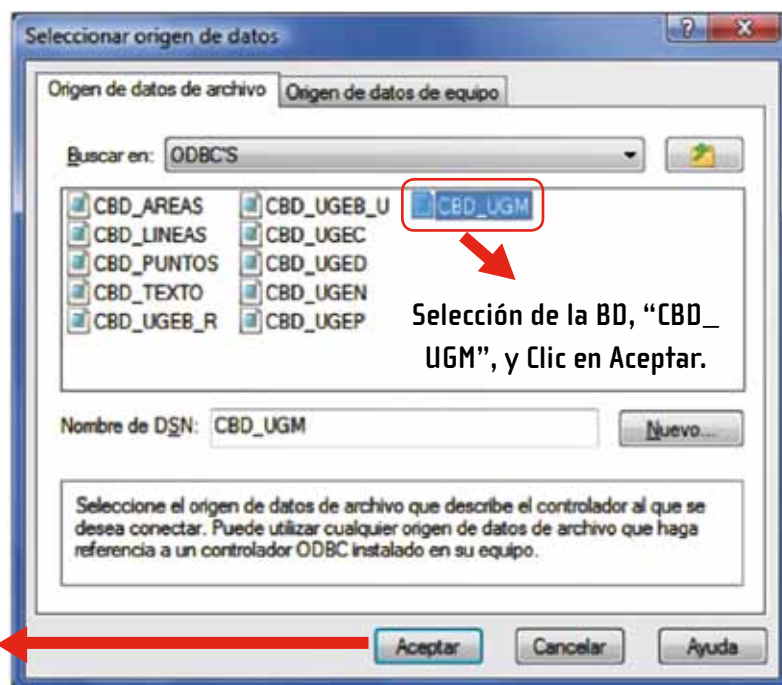 Seleccionar origen de datos
Origen de datos de archivo
Origen de datos de equipo
Buscar en: ODBC'S
CBD_AREAS
CBD_LINEAS
CBD_PUNTOS
CBD_TEXTO
CBD_UGEB_R
CBD_UGEB_U
CBD_UGEC
CBD_UGED
CBD_UGEN
CBD_UGEP
CBD_UGM
Selección de la BD, “CBD_
UGM”, y Clic en Aceptar.
Nombre de DSN: CBD_UGM
Nuevo...
Seleccione el origen de datos de archivo que describe el controlador al que se
desea conectar. Puede utilizar cualquier origen de datos de archivo que haga
referencia a un controlador ODBC instalado en su equipo.
Aceptar
Cancelar
Ayuda